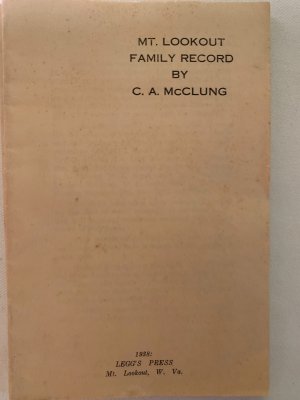 MT. LOOKOUT
FAMILY RECORD
BY
C. A. McCLUNG
1938:
LEGG'S PRESS
Mt. Lookout, W. Va.